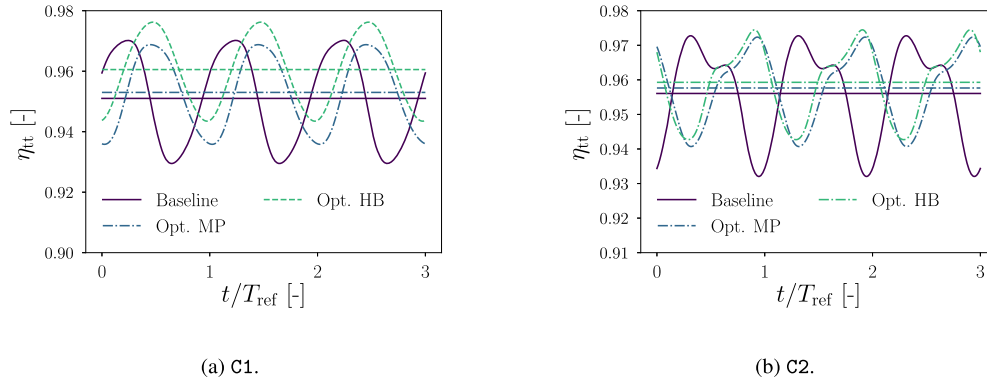 0.98
0.96
0.94
0.92
0.90
η_tt [-]
Baseline
Opt. MP
Opt. HB
0 1 2 3
t/T_ref [-]
(a) C1.
0.98
0.97
0.96
0.95
0.94
0.93
0.92
0.91
η_tt [-]
Baseline
Opt. MP
Opt. HB
0 1 2 3
t/T_ref [-]
(b) C2.